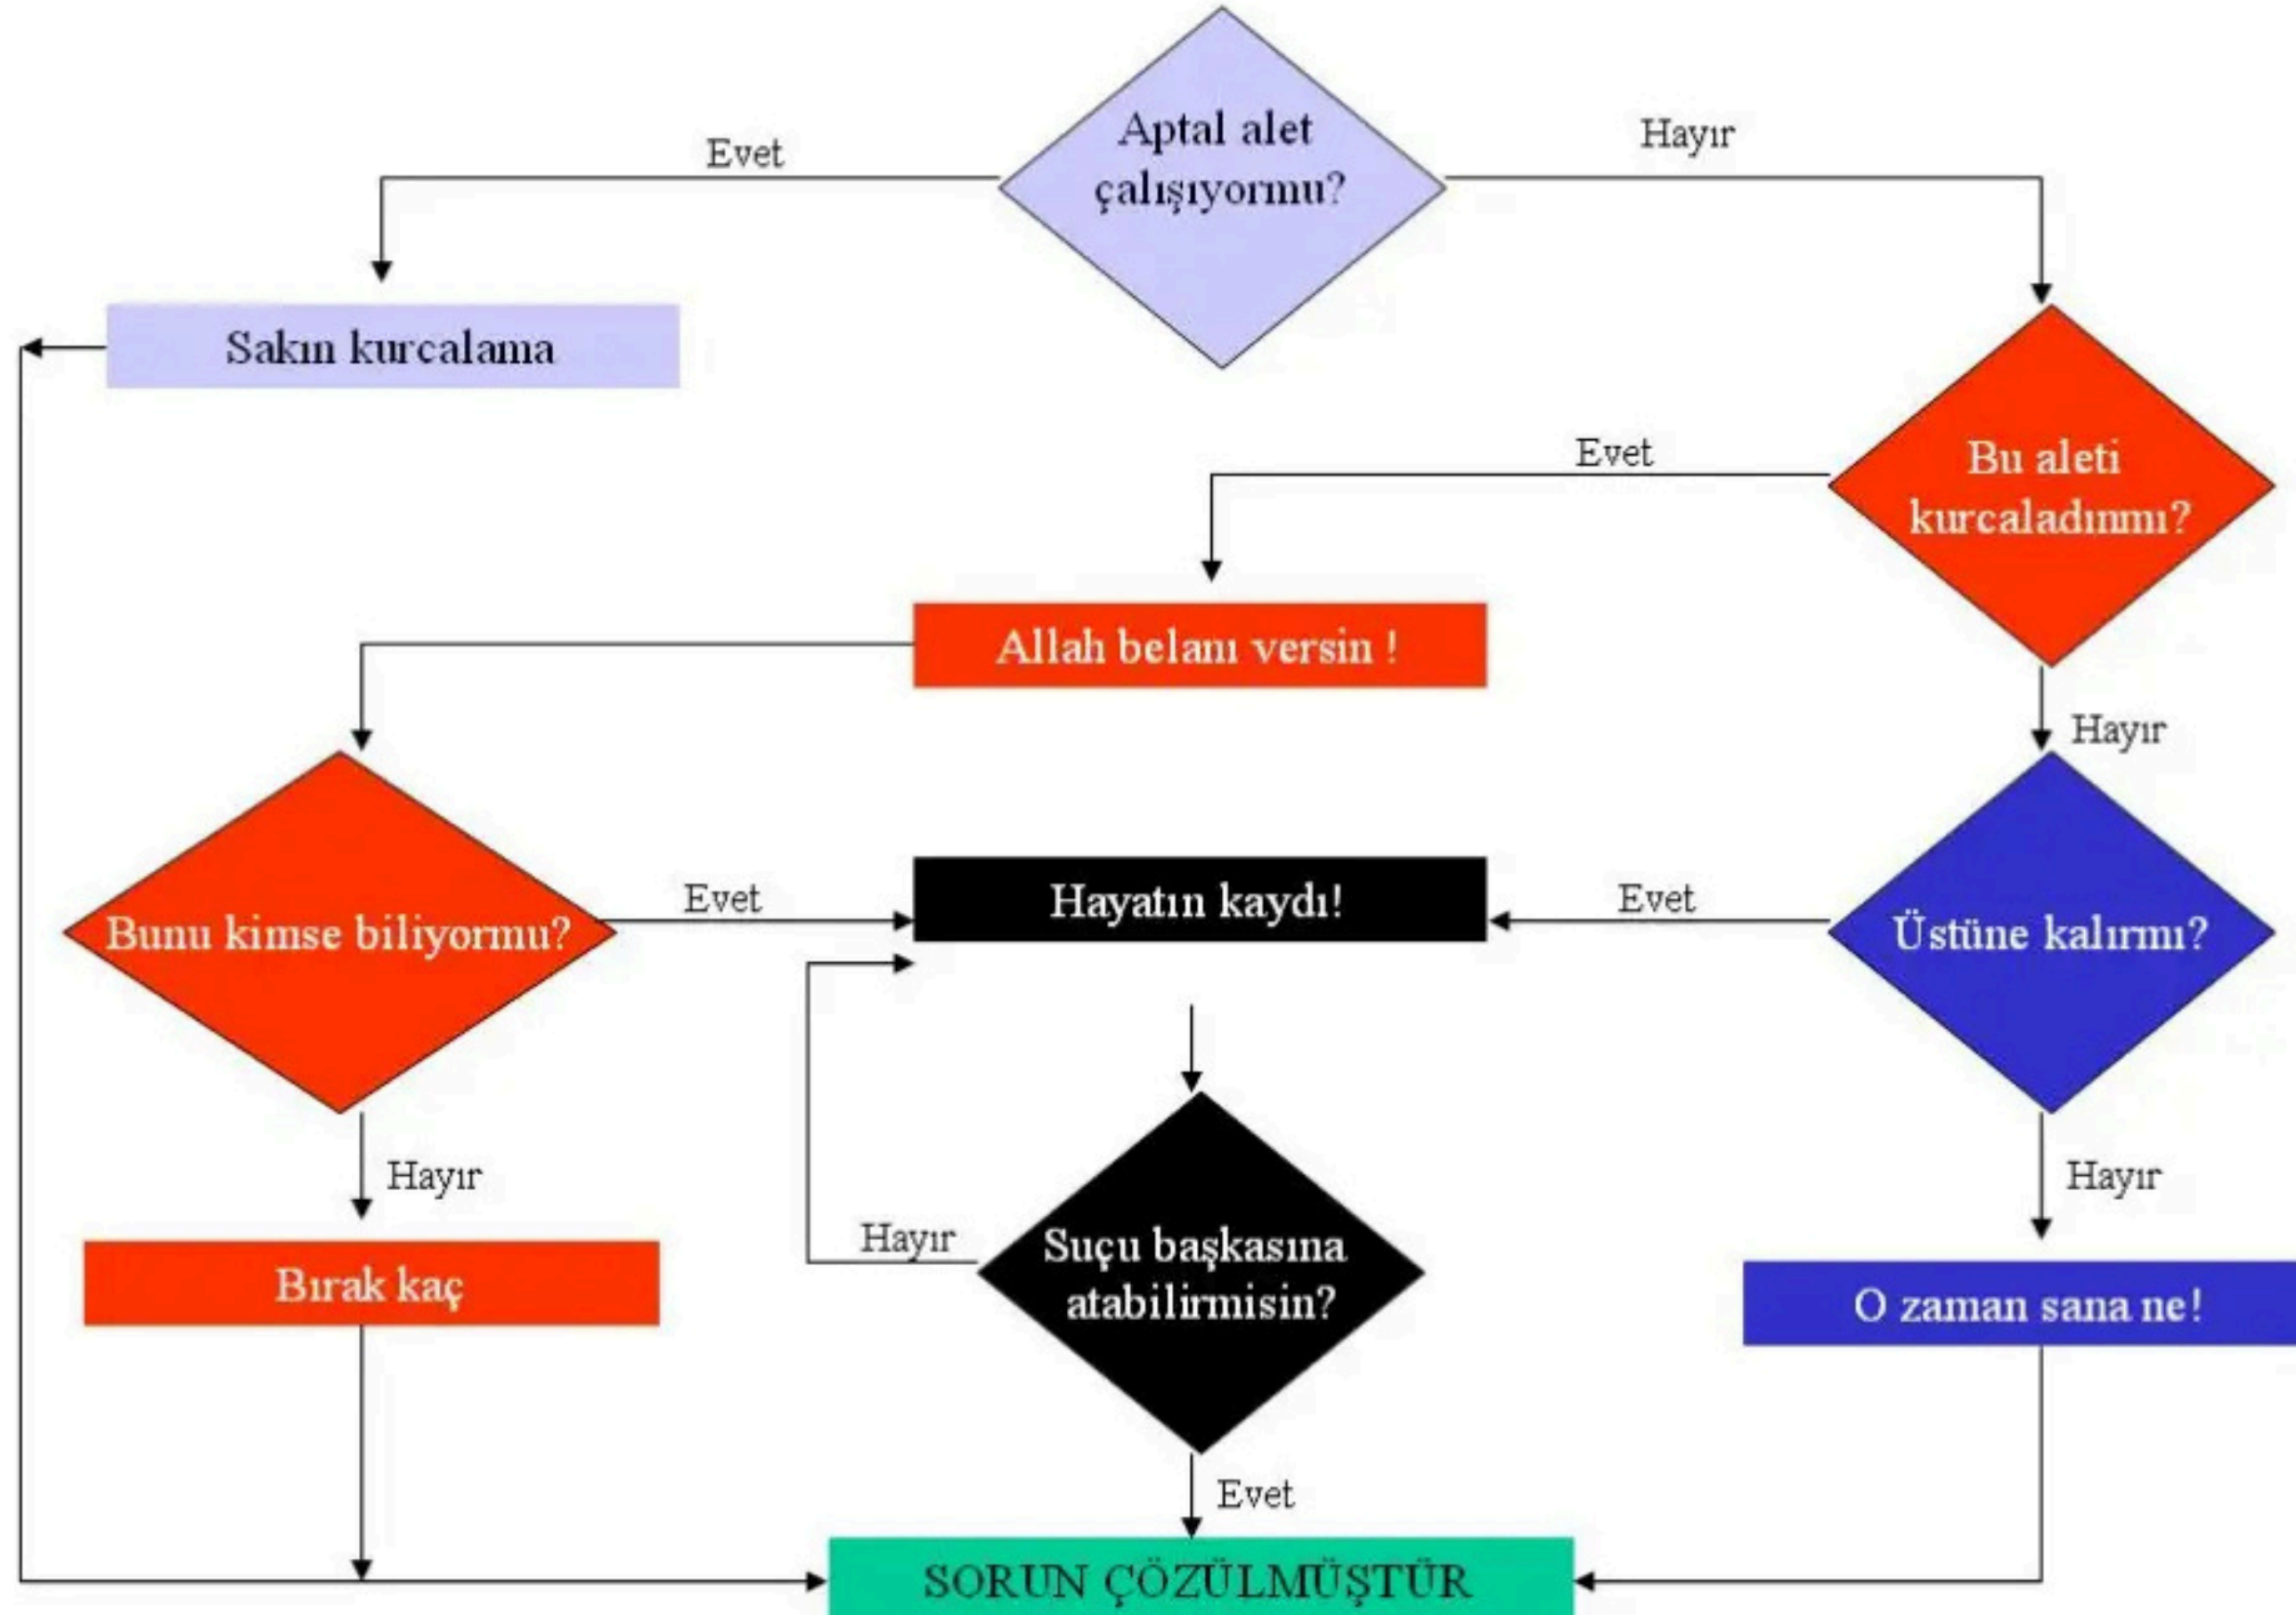 Aptal alet
çalışıyormu?
Evet
Hayır
Sakın kurcalama
Bu aleti
kurcaladınmı?
Evet
Allah belanı versin !
Hayır
Bunu kimse biliyormu?
Evet
Hayatın kaydı!
Evet
Üstüne kalırmı?
Hayır
Hayır
Bırak kaç
Hayır
Suçu başkasına
atabilirmisin?
O zaman sana ne!
Evet
SORUN ÇÖZÜLMÜŞTÜR